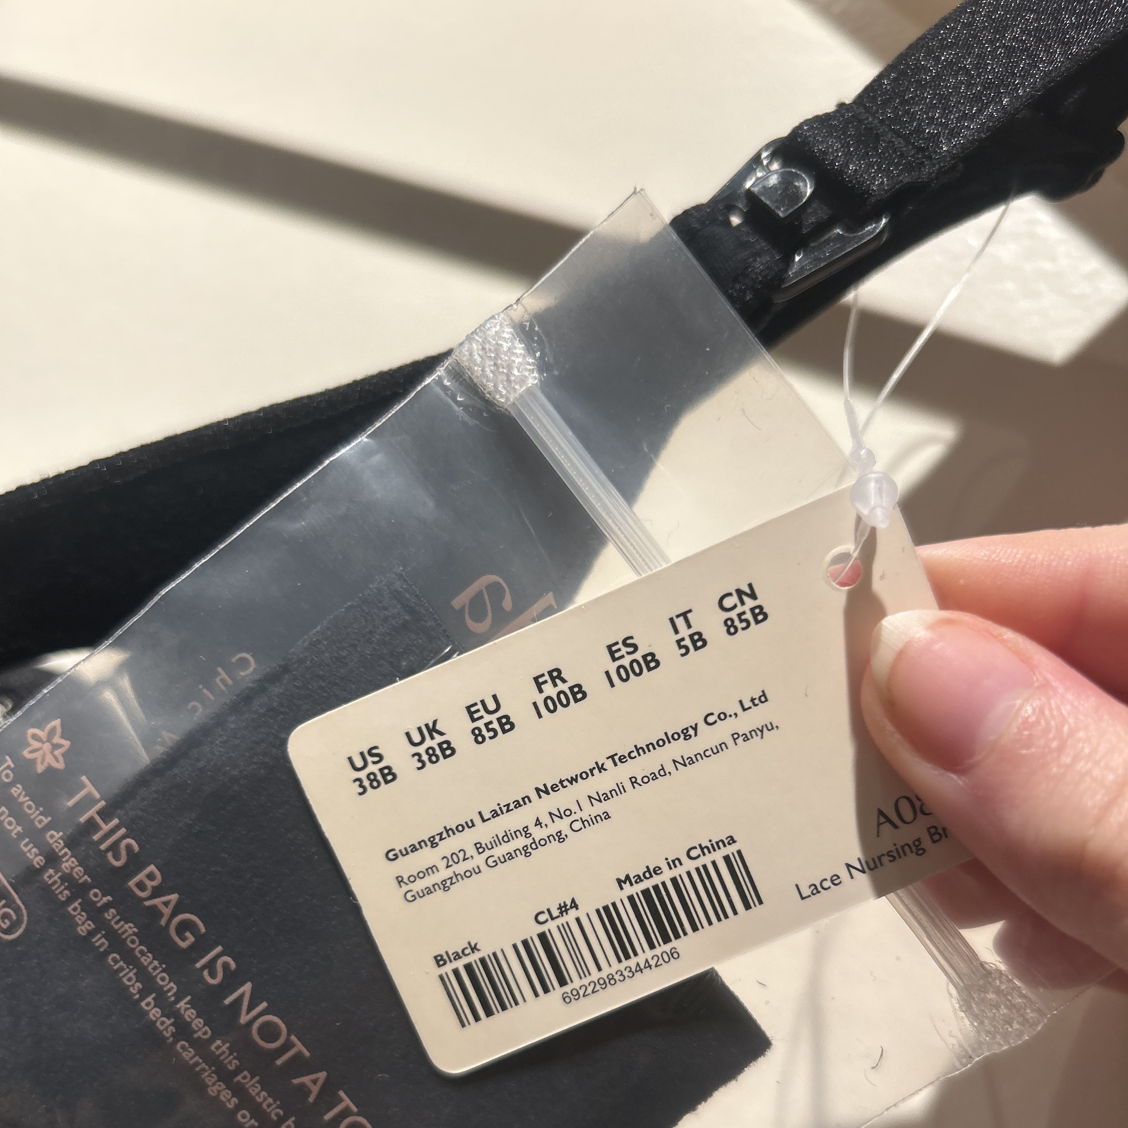 US UK EU FR ES IT CN
38B 38B 85B 100B 100B 5B 85B
Guangzhou Laizan Network Technology Co., Ltd
Room 202, Building 4, No.1 Nanli Road, Nancun Panyu,
Guangzhou Guangdong, China
Black CL#4 Made in China
6922983344206
Lace Nursing
THIS BAG IS NOT A
To avoid danger of suffocation, keep this plastic
not use this bag in cribs, beds, carriages or